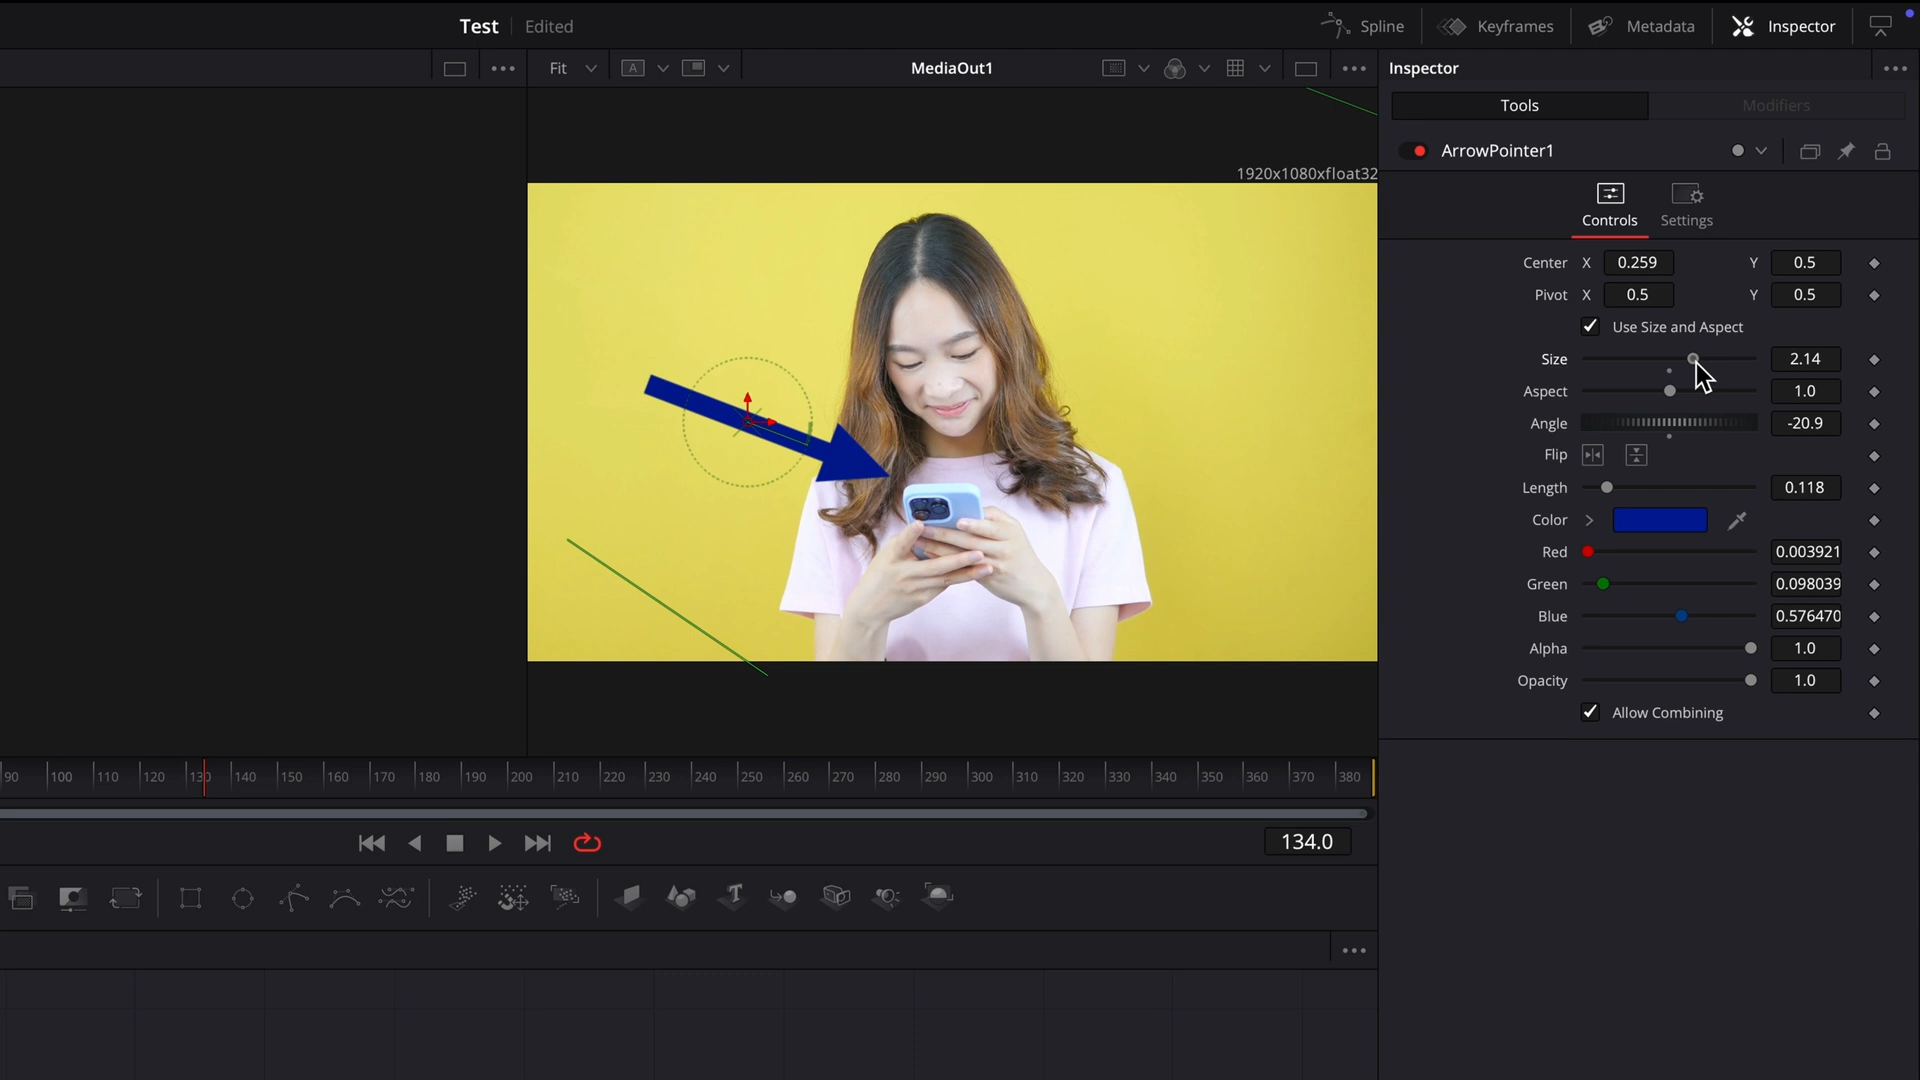 Test Edited Spline Keyframes Metadata Inspector
Fit A MediaOut1 Inspector
Tools Modifiers
ArrowPointer1
1920x1080xfloat32
Controls Settings
Center X 0.259 Y 0.5
Pivot X 0.5 Y 0.5
Use Size and Aspect
Size 2.14
Aspect 1.0
Angle -20.9
Flip
Length 0.118
Color
Red 0.003921
Green 0.098039
Blue 0.576470
Alpha 1.0
Opacity 1.0
Allow Combining
90 100 110 120 130 140 150 160 170 180 190 200 210 220 230 240 250 260 270 280 290 300 310 320 330 340 350 360 370 380
134.0
T